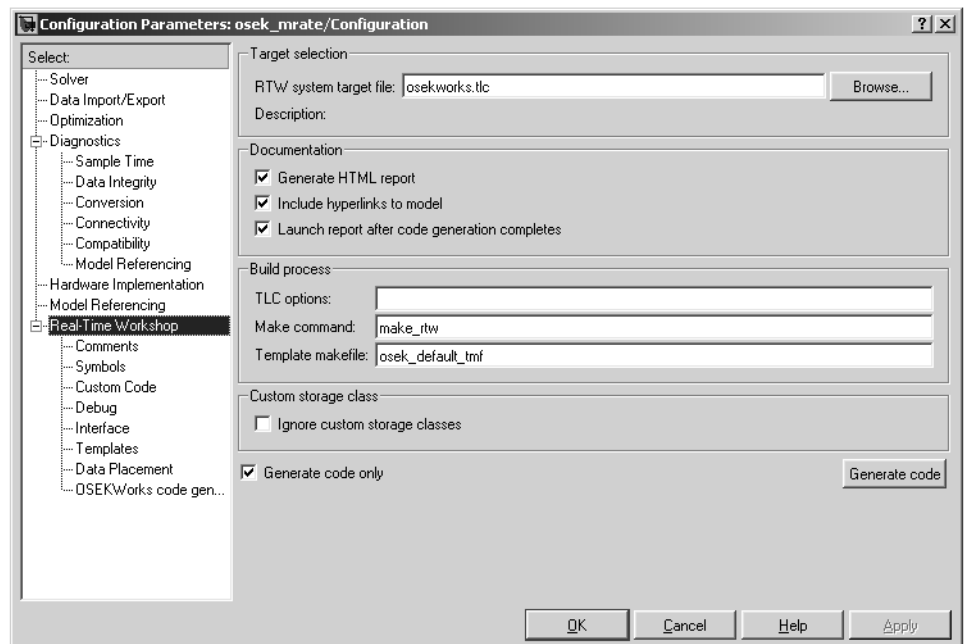 Configuration Parameters: osek_mrate/Configuration
Select:
Solver
Data Import/Export
Optimization
Diagnostics
Sample Time
Data Integrity
Conversion
Connectivity
Compatibility
Model Referencing
Hardware Implementation
Model Referencing
Real-Time Workshop
Comments
Symbols
Custom Code
Debug
Interface
Templates
Data Placement
OSEKWorks code gen...
Target selection
RTW system target file: osekworks.tlc Browse...
Description:
Documentation
Generate HTML report
Include hyperlinks to model
Launch report after code generation completes
Build process
TLC options:
Make command: make_rtw
Template makefile: osek_default_tmf
Custom storage class
Ignore custom storage classes
Generate code only Generate code
OK Cancel Help Apply